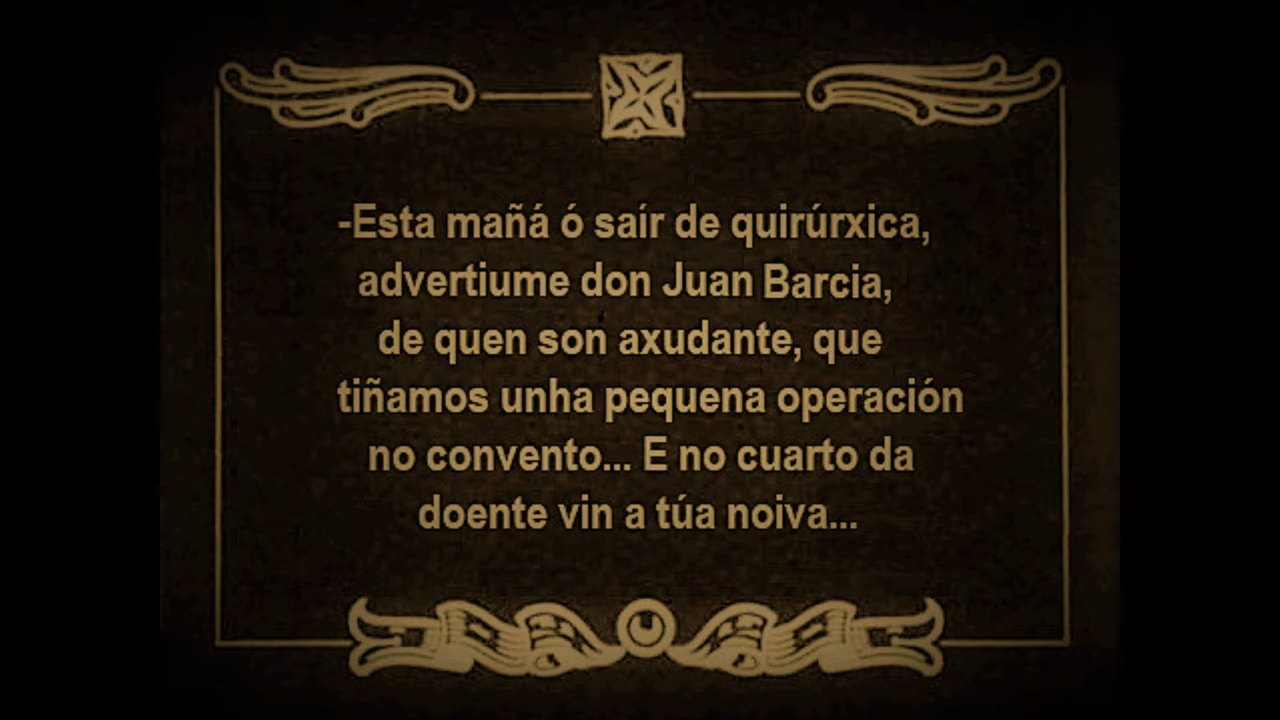 -Esta mañá ó saír de quirúrxica,
advertiume don Juan Barcia,
de quen son axudante, que
tiñamos unha pequena operación
no convento... E no cuarto da
doente vin a túa noiva...